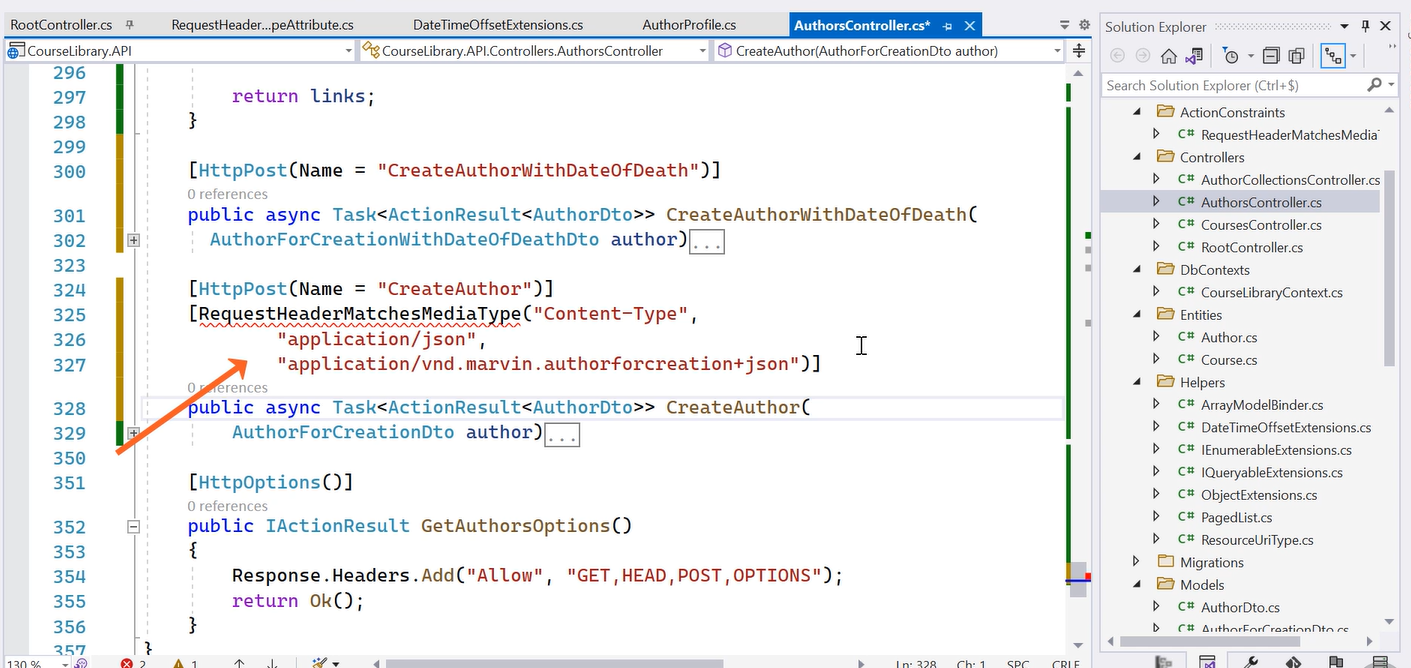 RootController.cs
RequestHeader...peAttribute.cs
DateTimeOffsetExtensions.cs
AuthorProfile.cs
AuthorsController.cs*
CourseLibrary.API
CourseLibrary.API.Controllers.AuthorsController
CreateAuthor(AuthorForCreationDto author)
296
297 return links;
298 }
299
300 [HttpPost(Name = "CreateAuthorWithDateOfDeath")]
0 references
301 public async Task<ActionResult<AuthorDto>> CreateAuthorWithDateOfDeath(
302 AuthorForCreationWithDateOfDeathDto author)...
323
324 [HttpPost(Name = "CreateAuthor")]
325 [RequestHeaderMatchesMediaType("Content-Type",
326 "application/json",
327 "application/vnd.marvin.authorforcreation+json")]
0 references
328 public async Task<ActionResult<AuthorDto>> CreateAuthor(
329 AuthorForCreationDto author)...
350
351 [HttpOptions()]
0 references
352 public IActionResult GetAuthorsOptions()
353 {
354 Response.Headers.Add("Allow", "GET,HEAD,POST,OPTIONS");
355 return Ok();
356 }
357 }
130 % 2 1 Ln: 328 Ch: 1 SPC CRLF
Solution Explorer
Search Solution Explorer (Ctrl+$)
ActionConstraints
C# RequestHeaderMatchesMedia
Controllers
C# AuthorCollectionsController.cs
C# AuthorsController.cs
C# CoursesController.cs
C# RootController.cs
DbContexts
C# CourseLibraryContext.cs
Entities
C# Author.cs
C# Course.cs
Helpers
C# ArrayModelBinder.cs
C# DateTimeOffsetExtensions.cs
C# IEnumerableExtensions.cs
C# IQueryableExtensions.cs
C# ObjectExtensions.cs
C# PagedList.cs
C# ResourceUriType.cs
Migrations
Models
C# AuthorDto.cs
C# AuthorForCreationDto.cs